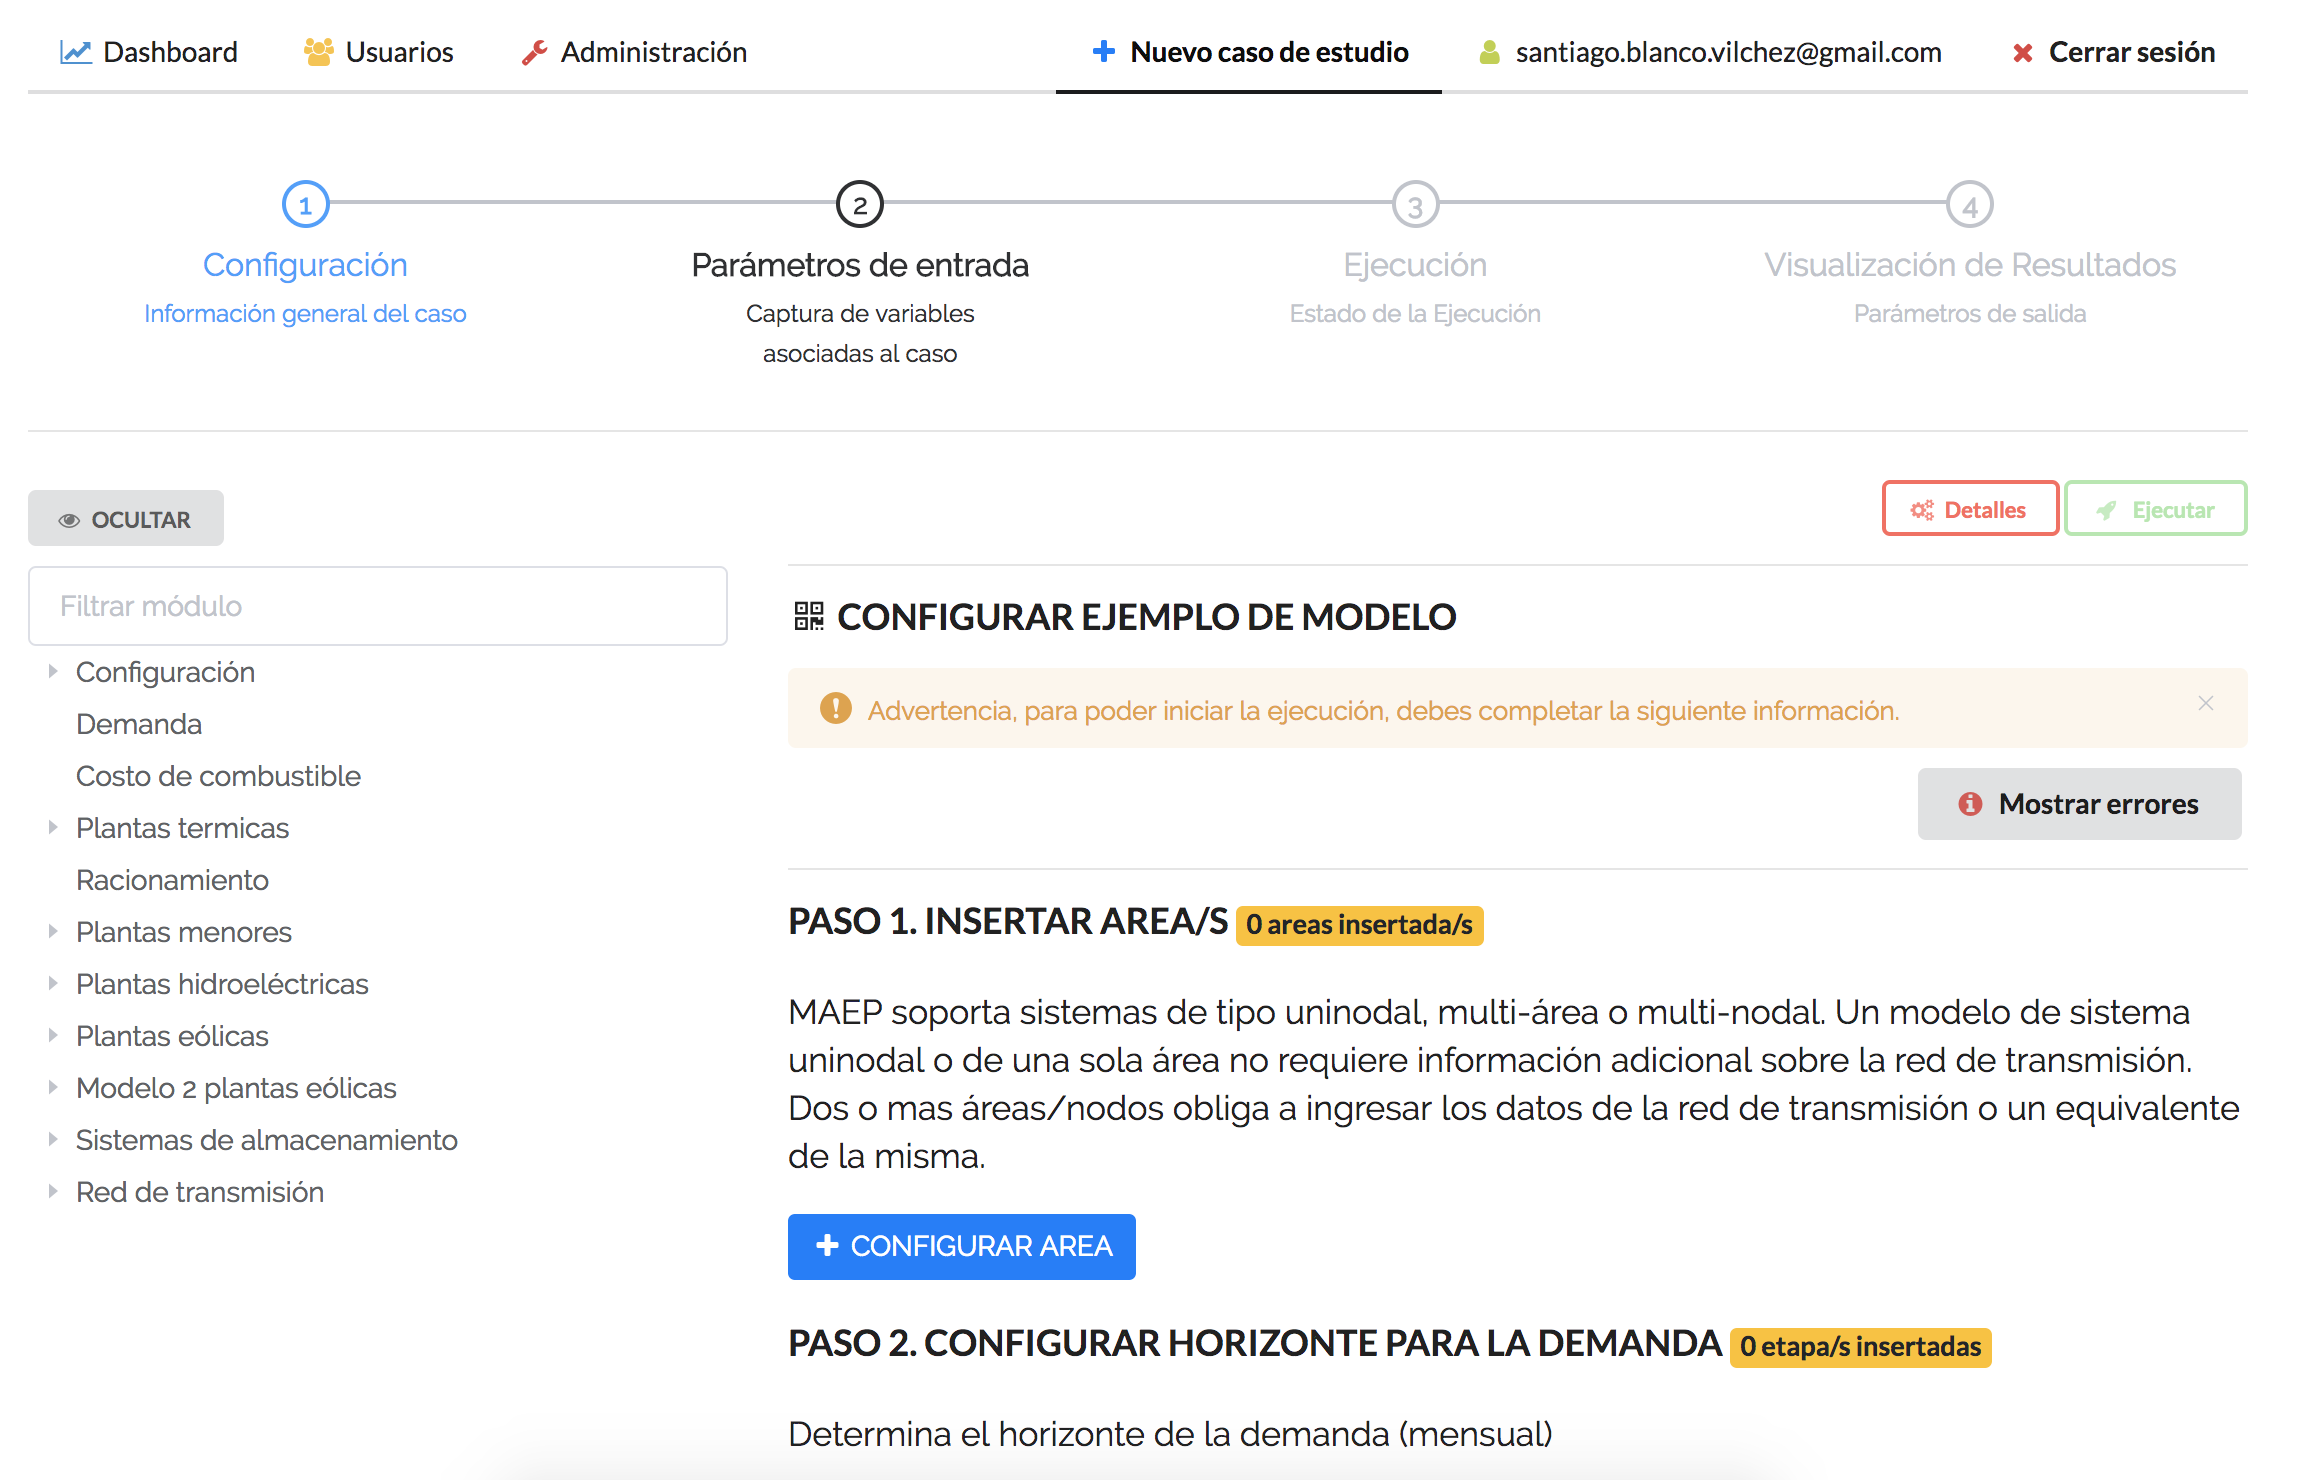 Dashboard Usuarios Administración Nuevo caso de estudio santiago.blanco.vilchez@gmail.com Cerrar sesión
1 2 3 4
Configuración Parámetros de entrada Ejecución Visualización de Resultados
Información general del caso Captura de variables Estado de la Ejecución Parámetros de salida
asociadas al caso
OCULTAR
Filtrar módulo
Configuración
Demanda
Costo de combustible
Plantas termicas
Racionamiento
Plantas menores
Plantas hidroeléctricas
Plantas eólicas
Modelo 2 plantas eólicas
Sistemas de almacenamiento
Red de transmisión
Detalles Ejecutar
CONFIGURAR EJEMPLO DE MODELO
Advertencia, para poder iniciar la ejecución, debes completar la siguiente información.
Mostrar errores
PASO 1. INSERTAR AREA/S 0 areas insertada/s
MAEP soporta sistemas de tipo uninodal, multi-área o multi-nodal. Un modelo de sistema
uninodal o de una sola área no requiere información adicional sobre la red de transmisión.
Dos o mas áreas/nodos obliga a ingresar los datos de la red de transmisión o un equivalente
de la misma.
CONFIGURAR AREA
PASO 2. CONFIGURAR HORIZONTE PARA LA DEMANDA 0 etapa/s insertadas
Determina el horizonte de la demanda (mensual)